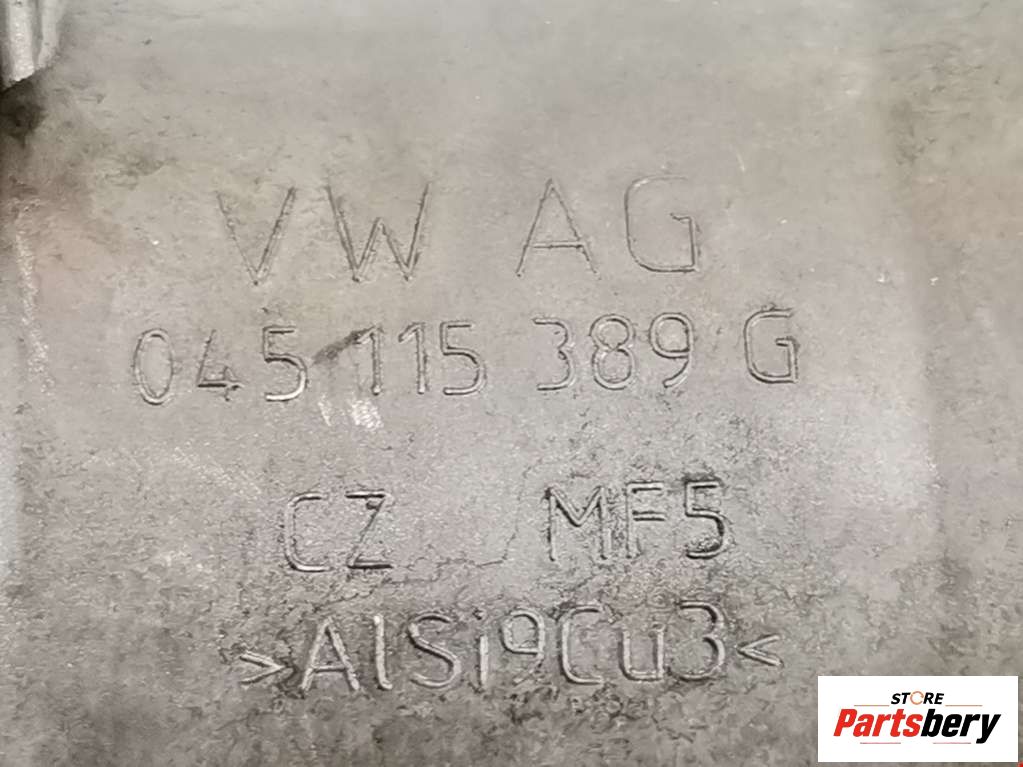 VW AG
045 115 389 G
CZ MF5
>AlSi9Cu3<
STORE
Partsbery